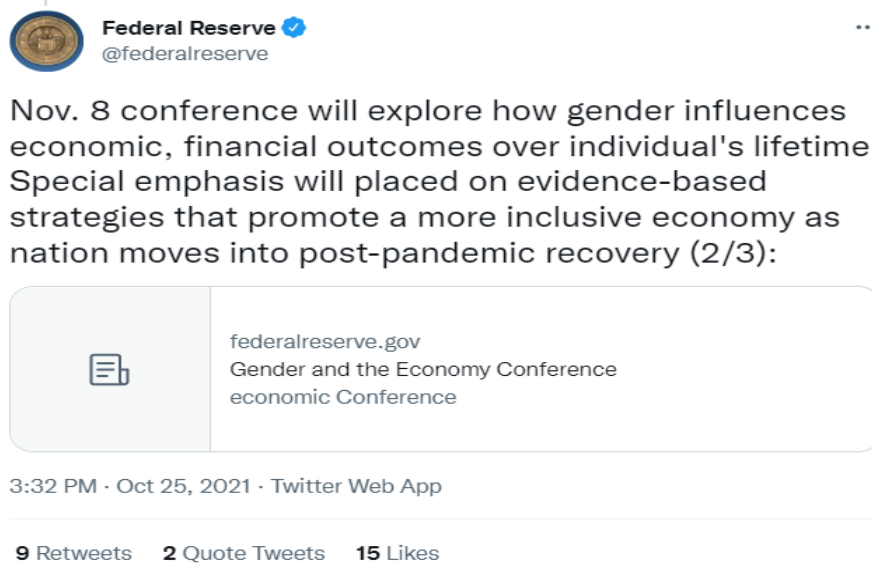 Federal Reserve
@federalreserve
Nov. 8 conference will explore how gender influences
economic, financial outcomes over individual's lifetime
Special emphasis will placed on evidence-based
strategies that promote a more inclusive economy as
nation moves into post-pandemic recovery (2/3):
federalreserve.gov
Gender and the Economy Conference
economic Conference
3:32 PM · Oct 25, 2021 · Twitter Web App
9 Retweets 2 Quote Tweets 15 Likes